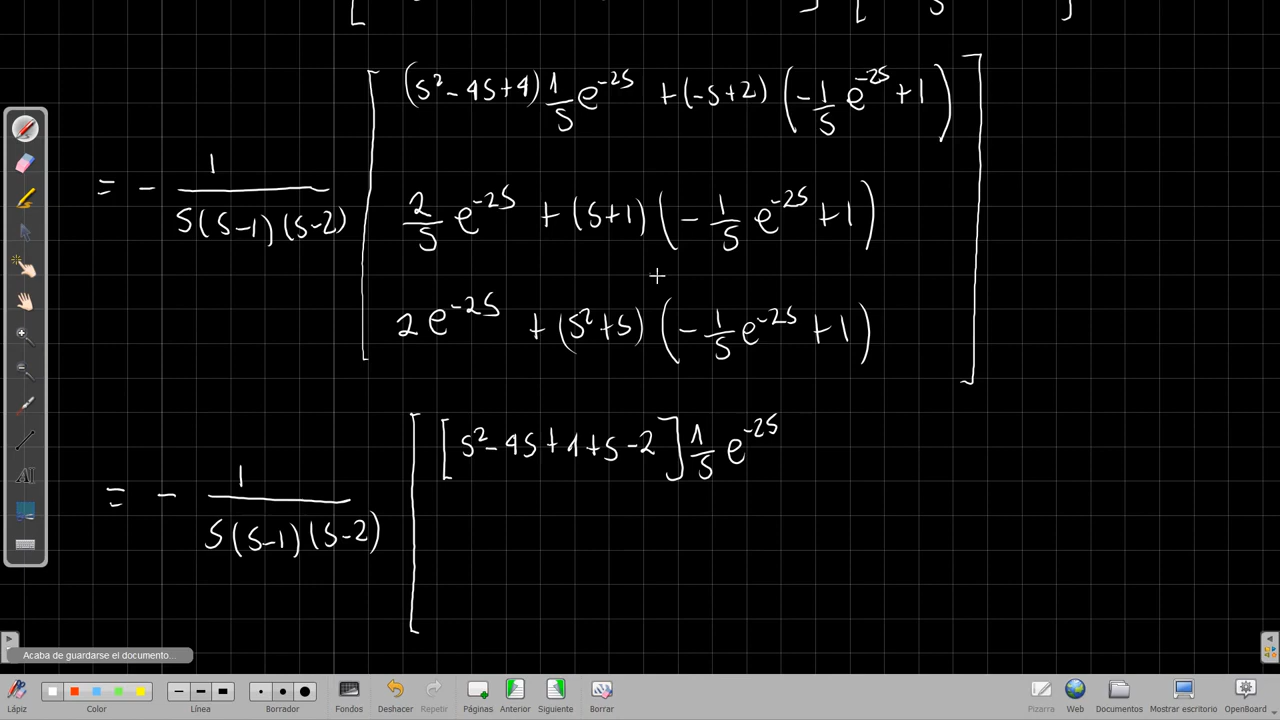 (s² - 4s + 4) 1/s e^{-2s} + (-s+2) (-1/s e^{-2s} + 1)
= - 1/(s(s-1)(s-2))
2/s e^{-2s} + (s+1) (-1/s e^{-2s} + 1)
2e^{-2s} + (s²+s) (-1/s e^{-2s} + 1)
[s² - 4s + 4 + s - 2] 1/s e^{-2s}
= - 1/(s(s-1)(s-2))
Acaba de guardarse el documento...
Lápiz Color Línea Borrador Fondos Deshacer Repetir Páginas Anterior Siguiente Borrar Pizarra Web Documentos Mostrar escritorio OpenBoard